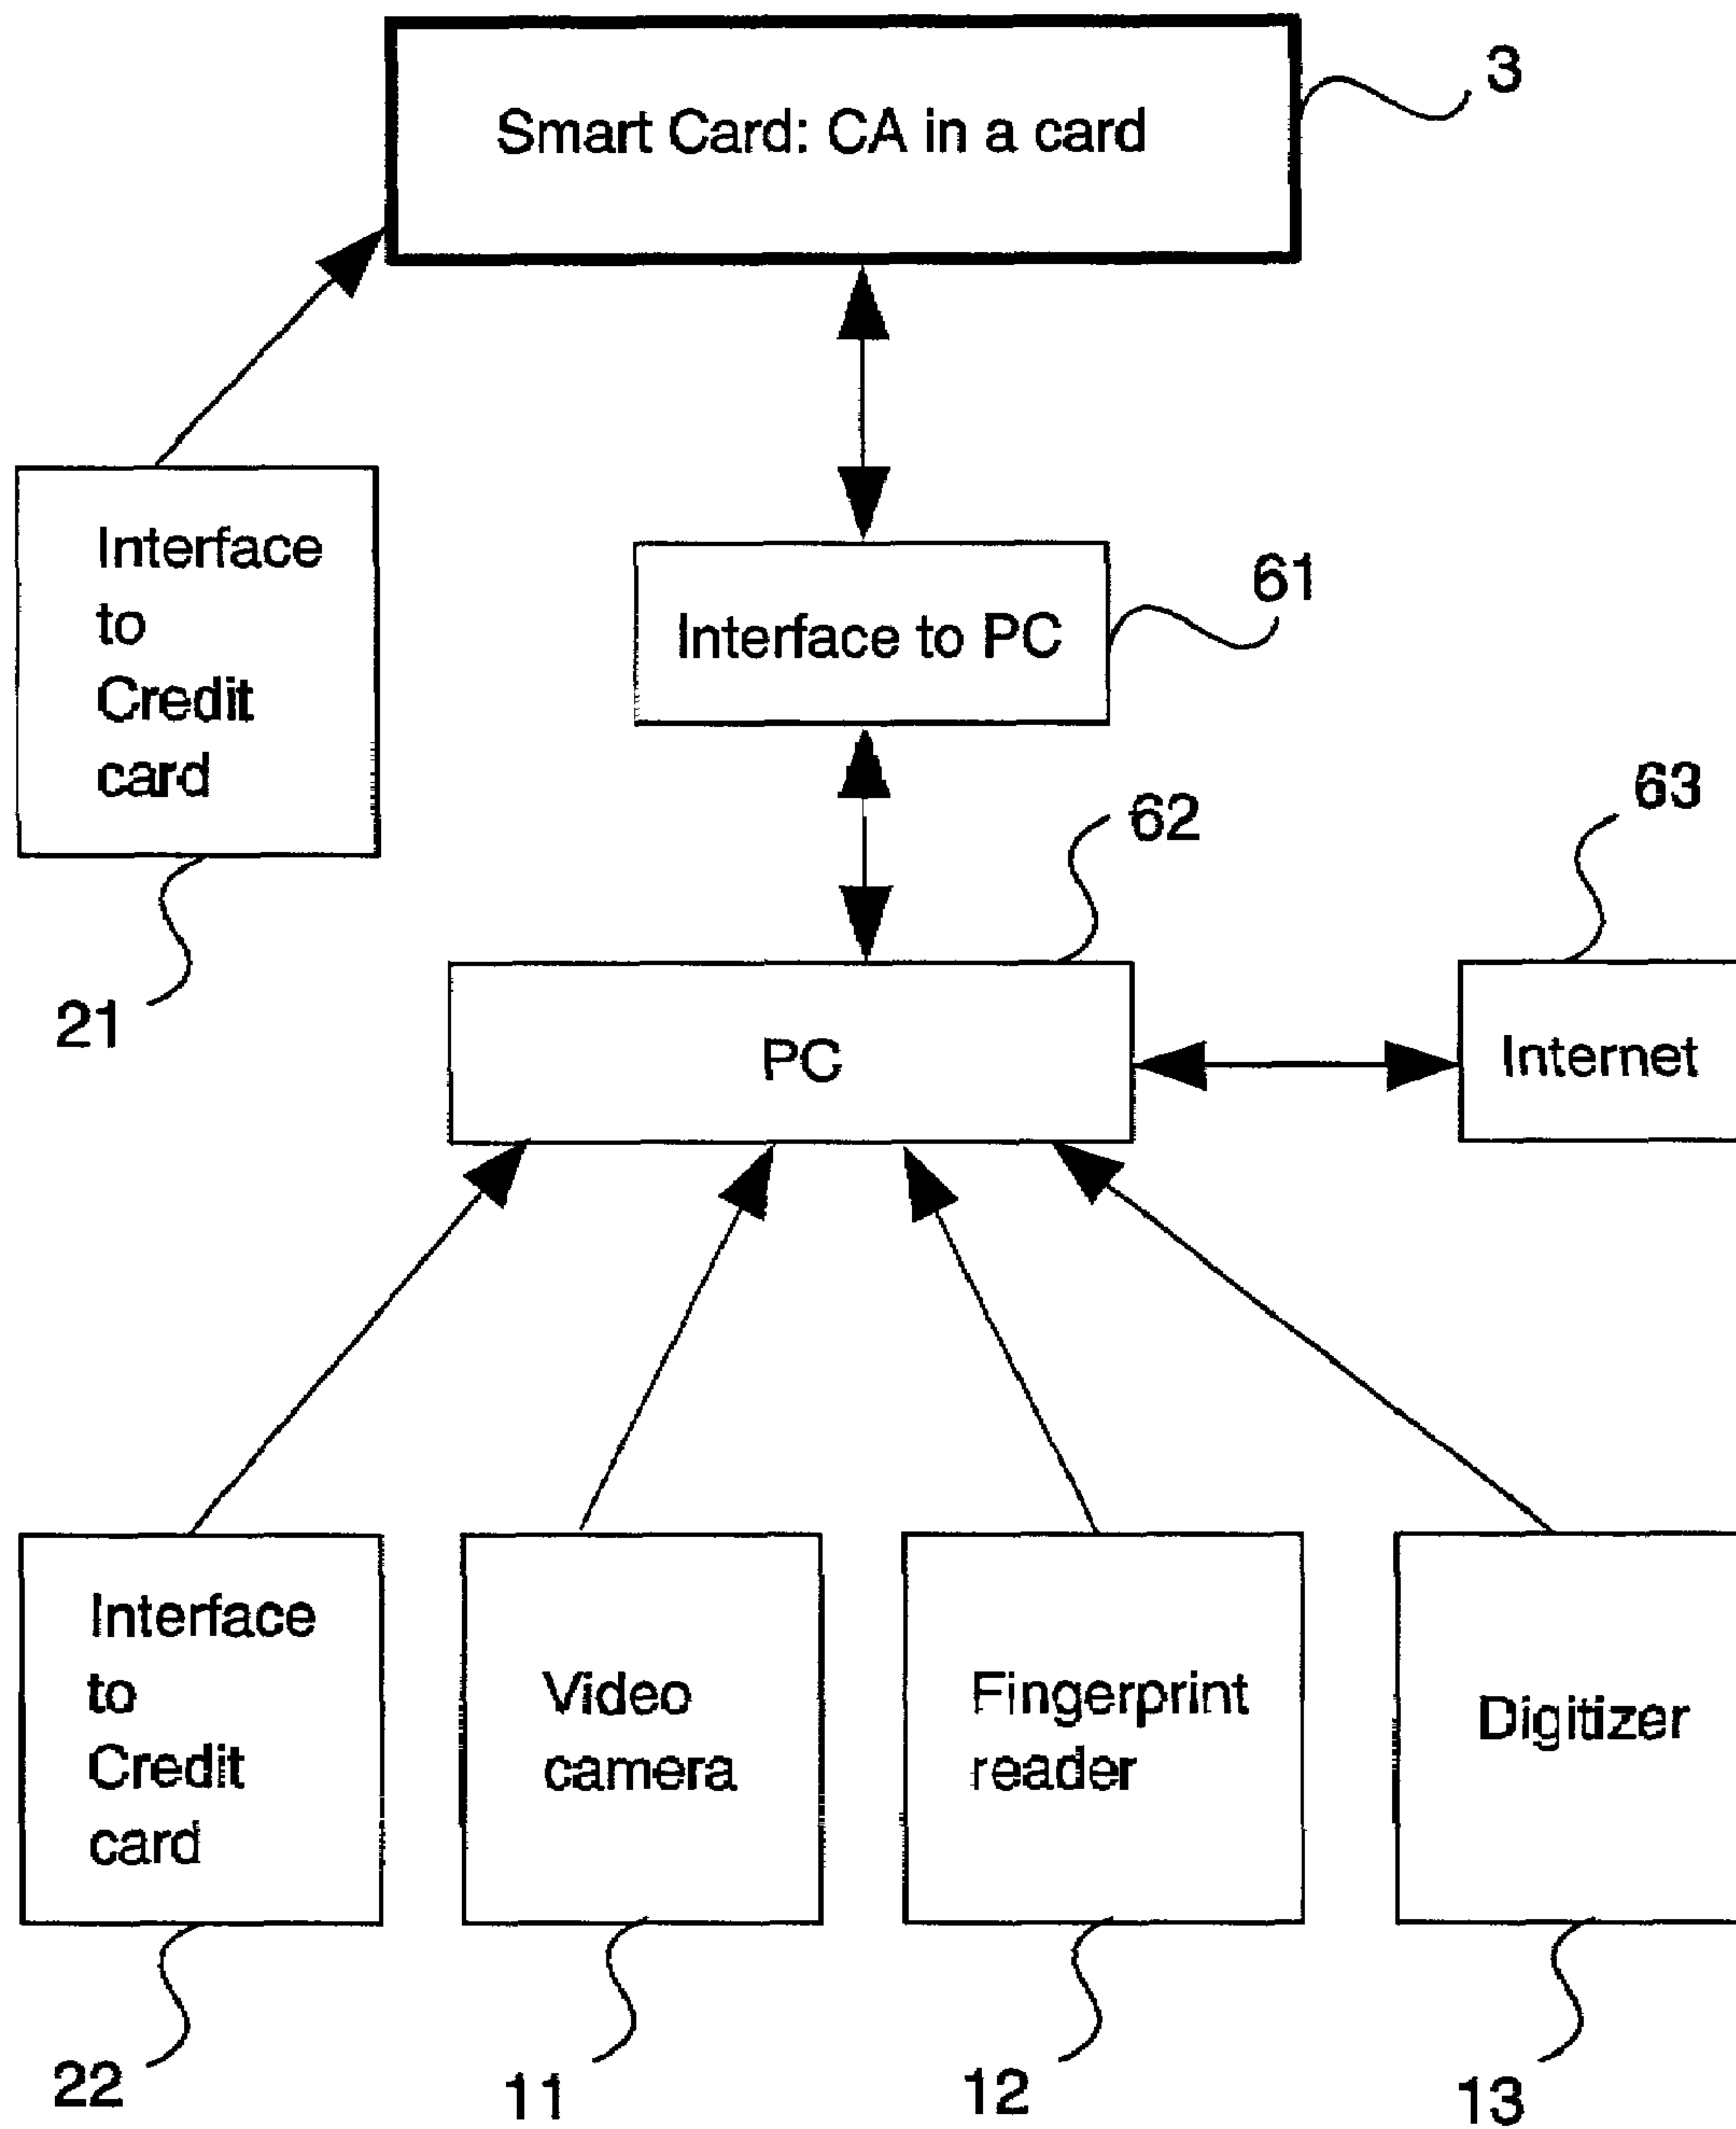 Smart Card: CA in a card
3
Interface
to
Credit
card
21
Interface to PC
61
62
63
PC
Internet
Interface
to
Credit
card
Video
camera
Fingerprint
reader
Digitizer
22
11
12
13